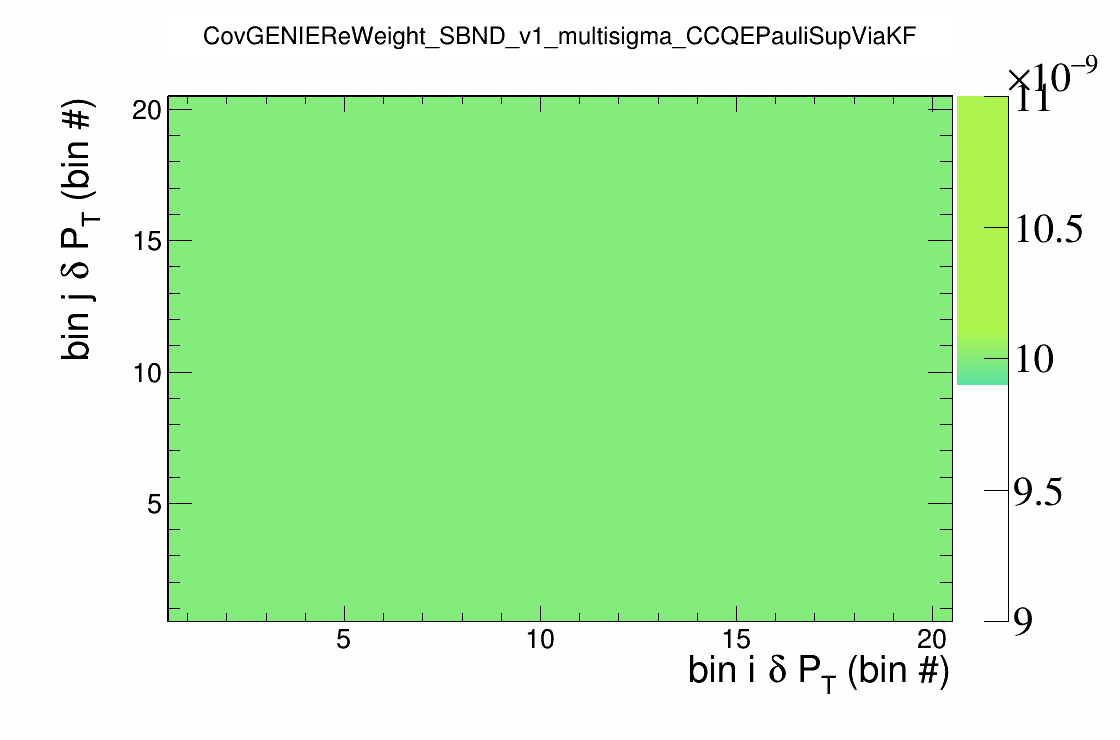 CovGENIEReWeight_SBND_v1_multisigma_CCQEPauliSupViaKF
×10⁻⁹
11
10.5
10
9.5
9
bin j δ P_T (bin #)
20
15
10
5
5 10 15 20
bin i δ P_T (bin #)